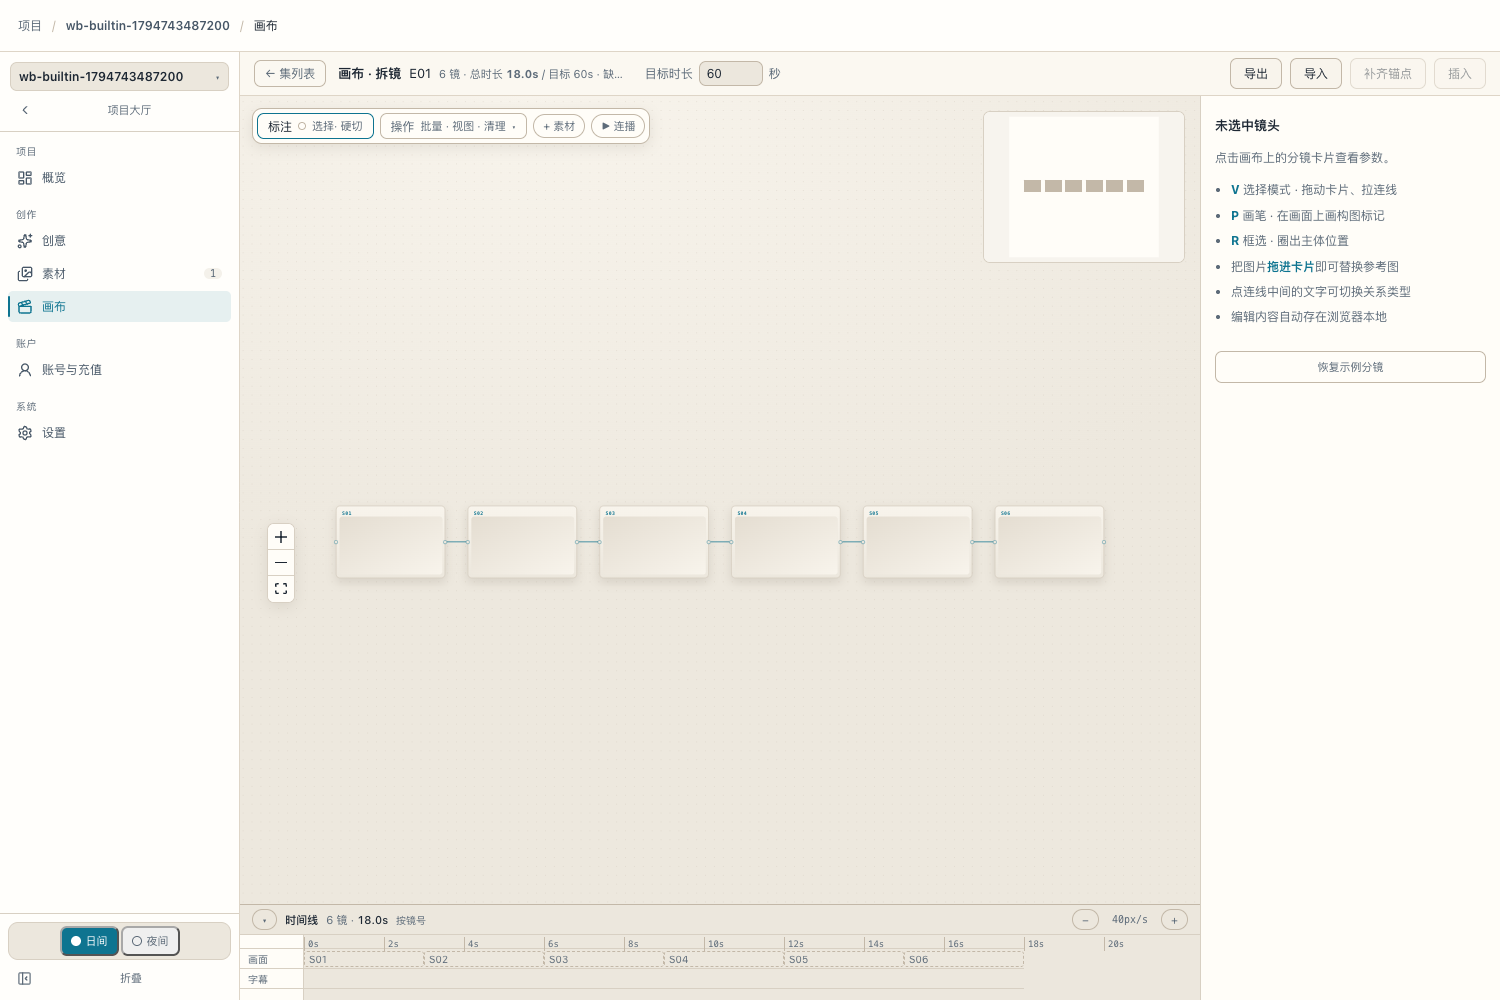 项目 / wb-builtin-1794743487200 / 画布
wb-builtin-1794743487200
项目大厅
项目
概览
创作
创意
素材 1
画布
账户
账号与充值
系统
设置
日间 夜间
折叠
← 集列表 画布 · 拆镜 E01 6 镜 · 总时长 18.0s / 目标 60s · 缺... 目标时长 60 秒
导出 导入 补齐锚点 插入
标注 选择· 硬切 操作 批量 · 视图 · 清理 + 素材 ▶ 连播
S01 S02 S03 S04 S05 S06
未选中镜头
点击画布上的分镜卡片查看参数。
• V 选择模式 · 拖动卡片、拉连线
• P 画笔 · 在画面上画构图标记
• R 框选 · 圈出主体位置
• 把图片拖进卡片即可替换参考图
• 点连线中间的文字可切换关系类型
• 编辑内容自动存在浏览器本地
恢复示例分镜
时间线 6 镜 · 18.0s 按镜号 − 40px/s +
0s 2s 4s 6s 8s 10s 12s 14s 16s 18s 20s
画面 S01 S02 S03 S04 S05 S06
字幕